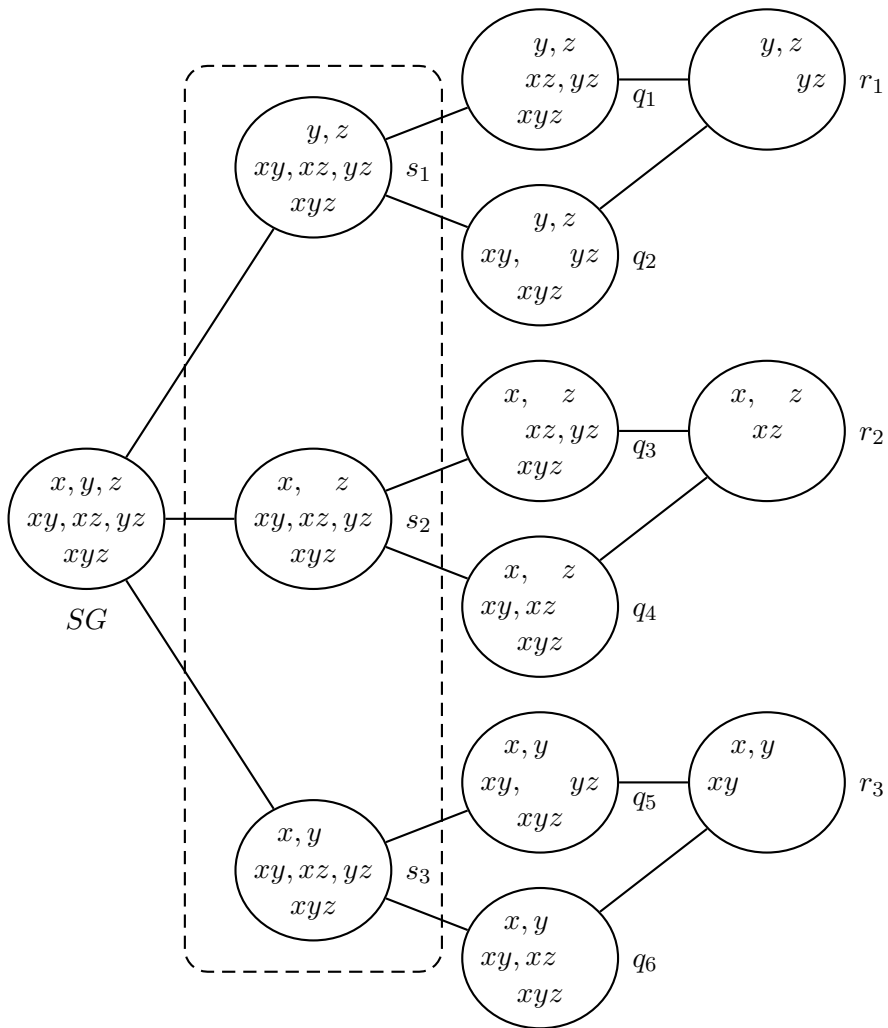 y, z
xz, yz
xyz
q1
y, z
yz
r1
y, z
xy, xz, yz
xyz
s1
y, z
xy, yz
xyz
q2
x, z
xz, yz
xyz
q3
x, z
xz
r2
x, y, z
xy, xz, yz
xyz
SG
x, z
xy, xz, yz
xyz
s2
x, z
xy, xz
xyz
q4
x, y
xy, yz
xyz
q5
x, y
xy
r3
x, y
xy, xz, yz
xyz
s3
x, y
xy, xz
xyz
q6